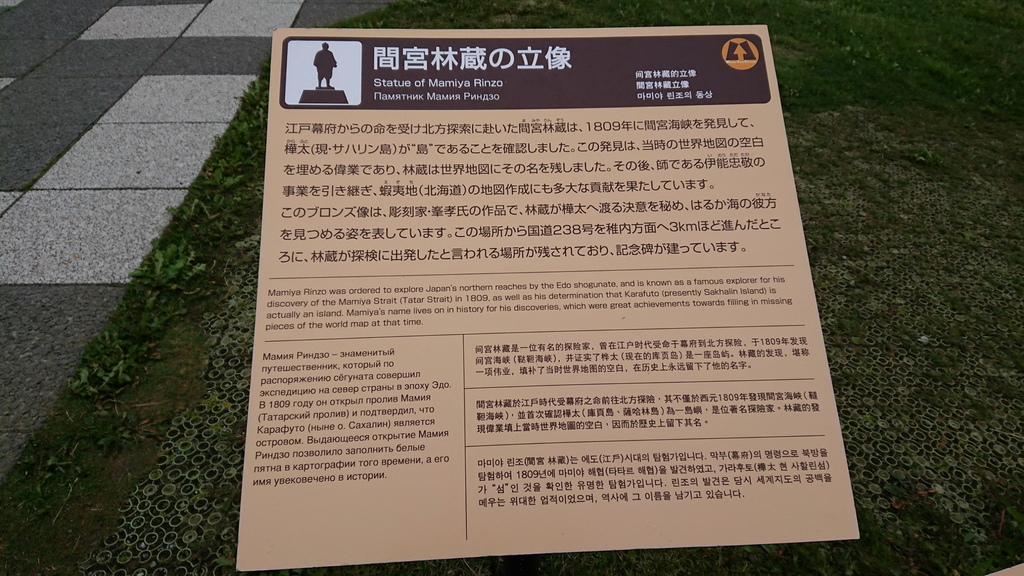 間宮林蔵の立像
Statue of Mamiya Rinzo
Памятник Мамия Риндзо
间宫林藏的立像
間宮林藏立像
마미야 린조의 동상
江戸幕府からの命を受け北方探索に赴いた間宮林蔵は、1809年に間宮海峡を発見して、
樺太(現・サハリン島)が“島”であることを確認しました。この発見は、当時の世界地図の空白
を埋める偉業であり、林蔵は世界地図にその名を残しました。その後、師である伊能忠敬の
事業を引き継ぎ、蝦夷地(北海道)の地図作成にも多大な貢献を果たしています。
このブロンズ像は、彫刻家・峯孝氏の作品で、林蔵が樺太へ渡る決意を秘め、はるか海の彼方
を見つめる姿を表しています。この場所から国道238号を稚内方面へ3kmほど進んだとこ
ろに、林蔵が探検に出発したと言われる場所が残されており、記念碑が建っています。
Mamiya Rinzo was ordered to explore Japan's northern reaches by the Edo shogunate, and is known as a famous explorer for his
discovery of the Mamiya Strait (Tatar Strait) in 1809, as well as his determination that Karafuto (presently Sakhalin Island) is
actually an island. Mamiya's name lives on in history for his discoveries, which were great achievements towards filling in missing
pieces of the world map at that time.
Мамия Риндзо – знаменитый
путешественник, который по
распоряжению сёгуната совершил
экспедицию на север страны в эпоху Эдо.
В 1809 году он открыл пролив Мамия
(Татарский пролив) и подтвердил, что
Карафуто (ныне о. Сахалин) является
островом. Выдающееся открытие Мамия
Риндзо позволило заполнить белые
пятна в картографии того времени, а его
имя увековечено в истории.
间宫林藏是一位有名的探险家，曾在江户时代受命于幕府到北方探险，于1809年发现
间宫海峡（鞑靼海峡），并证实了桦太（现在的库页岛）是一座岛屿。林藏的发现，堪称
一项伟业，填补了当时世界地图的空白，在历史上永远留下了他的名字。
間宮林藏於江戶時代受幕府之命前往北方探險，其不僅於西元1809年發現間宮海峽（韃
靼海峽），並首次確認樺太（庫頁島・薩哈林島）為一島嶼，是位著名探險家。林藏的發
現偉業填上當時世界地圖的空白，因而於歷史上留下其名。
마미야 린조(間宮 林蔵)는 에도(江戸)시대의 탐험가입니다. 막부(幕府)의 명령으로 북방을
탐험하여 1809년에 마미야 해협(타타르 해협)을 발견하였고, 가라후토(樺太 현 사할린섬)
가 “섬”인 것을 확인한 유명한 탐험가입니다. 린조의 발견은 당시 세계지도의 공백을
메우는 위대한 업적이었으며, 역사에 그 이름을 남기고 있습니다.